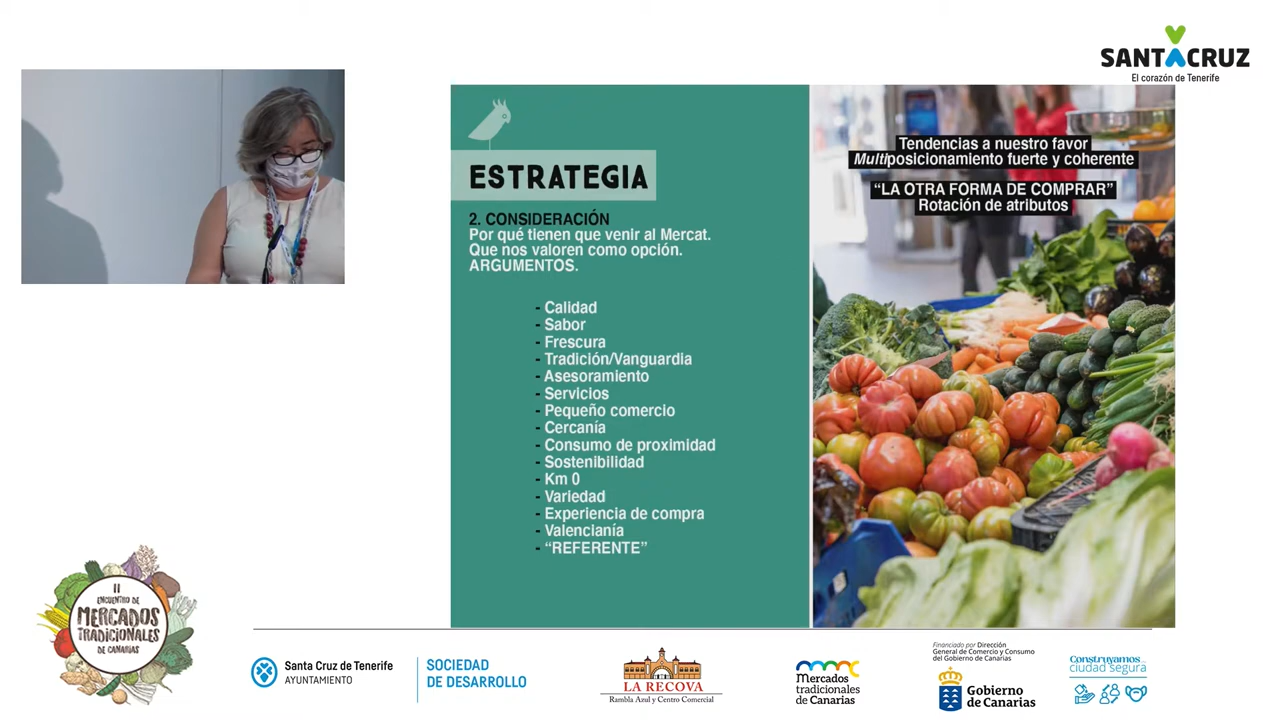 SANTACRUZ
El corazón de Tenerife
ESTRATEGIA
2. CONSIDERACIÓN
Por qué tienen que venir al Mercat.
Que nos valoren como opción.
ARGUMENTOS.
- Calidad
- Sabor
- Frescura
- Tradición/Vanguardia
- Asesoramiento
- Servicios
- Pequeño comercio
- Cercanía
- Consumo de proximidad
- Sostenibilidad
- Km 0
- Variedad
- Experiencia de compra
- Valencianía
- “REFERENTE”
Tendencias a nuestro favor
Multiposicionamiento fuerte y coherente
“LA OTRA FORMA DE COMPRAR”
Rotación de atributos
II
ENCUENTRO DE
MERCADOS
TRADICIONALES
DE CANARIAS
Santa Cruz de Tenerife
AYUNTAMIENTO
SOCIEDAD
DE DESARROLLO
LA RECOVA
Rambla Azul y Centro Comercial
Mercados
tradicionales
de Canarias
Financiado por Dirección
General de Comercio y Consumo
del Gobierno de Canarias
Gobierno
de Canarias
Construyamos...
ciudad segura